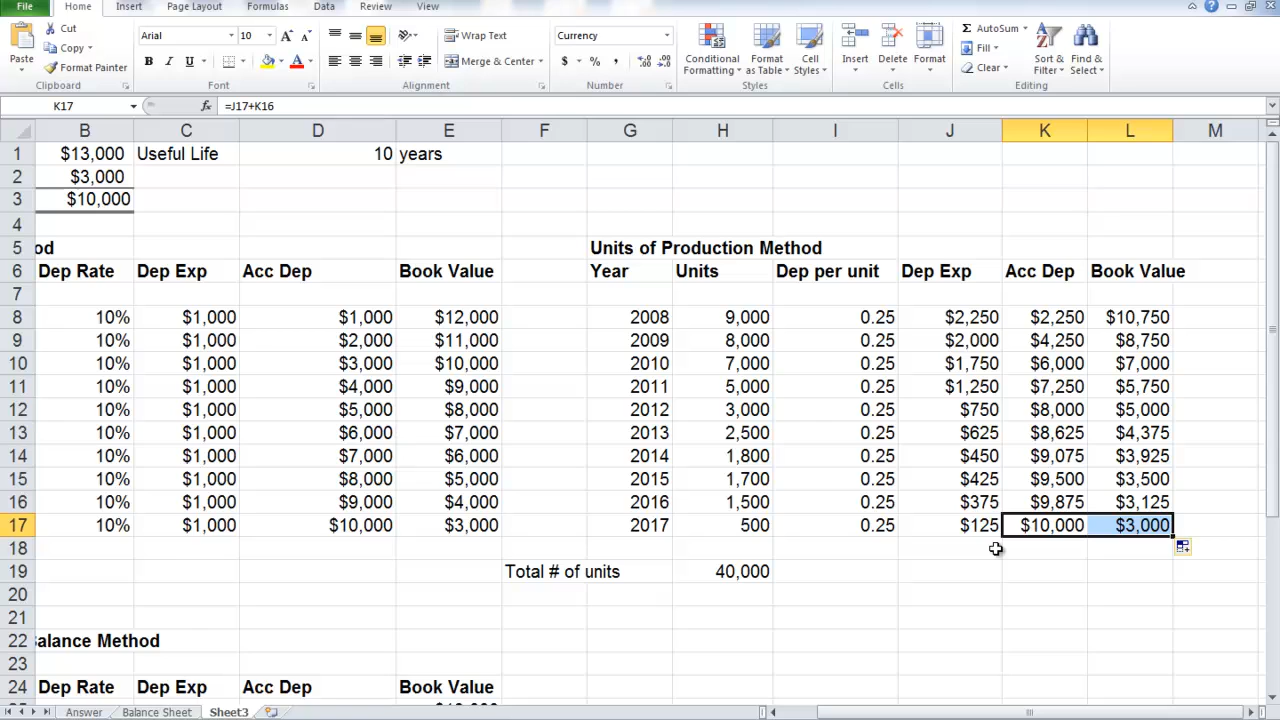 File Home Insert Page Layout Formulas Data Review View
Paste Cut Copy Format Painter Clipboard
Arial 10 A A B I U A Font
Wrap Text Merge & Center Alignment
Currency $ % , .0 .00 .00 .0 Number
Conditional Formatting Format as Table Cell Styles Styles
Insert Delete Format Cells
Σ AutoSum Fill Clear Sort & Filter Find & Select Editing
K17 fx =J17+K16
B C D E F G H I J K L M
1 $13,000 Useful Life 10 years
2 $3,000
3 $10,000
4
5 od Units of Production Method
6 Dep Rate Dep Exp Acc Dep Book Value Year Units Dep per unit Dep Exp Acc Dep Book Value
7
8 10% $1,000 $1,000 $12,000 2008 9,000 0.25 $2,250 $2,250 $10,750
9 10% $1,000 $2,000 $11,000 2009 8,000 0.25 $2,000 $4,250 $8,750
10 10% $1,000 $3,000 $10,000 2010 7,000 0.25 $1,750 $6,000 $7,000
11 10% $1,000 $4,000 $9,000 2011 5,000 0.25 $1,250 $7,250 $5,750
12 10% $1,000 $5,000 $8,000 2012 3,000 0.25 $750 $8,000 $5,000
13 10% $1,000 $6,000 $7,000 2013 2,500 0.25 $625 $8,625 $4,375
14 10% $1,000 $7,000 $6,000 2014 1,800 0.25 $450 $9,075 $3,925
15 10% $1,000 $8,000 $5,000 2015 1,700 0.25 $425 $9,500 $3,500
16 10% $1,000 $9,000 $4,000 2016 1,500 0.25 $375 $9,875 $3,125
17 10% $1,000 $10,000 $3,000 2017 500 0.25 $125 $10,000 $3,000
18
19 Total # of units 40,000
20
21
22 alance Method
23
24 Dep Rate Dep Exp Acc Dep Book Value
Answer Balance Sheet Sheet3